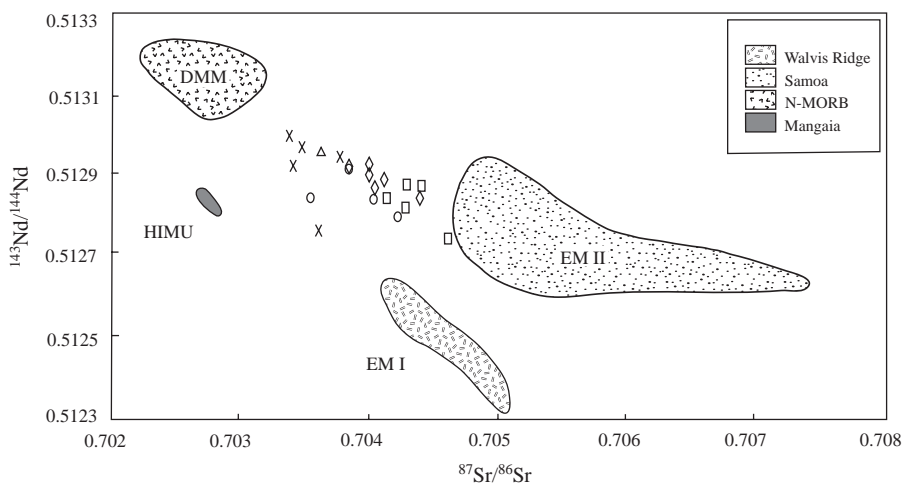 0.5133
0.5131
0.5129
0.5127
0.5125
0.5123
¹⁴³Nd/¹⁴⁴Nd
DMM
HIMU
EM I
EM II
Walvis Ridge
Samoa
N-MORB
Mangaia
0.702 0.703 0.704 0.705 0.706 0.707 0.708
⁸⁷Sr/⁸⁶Sr